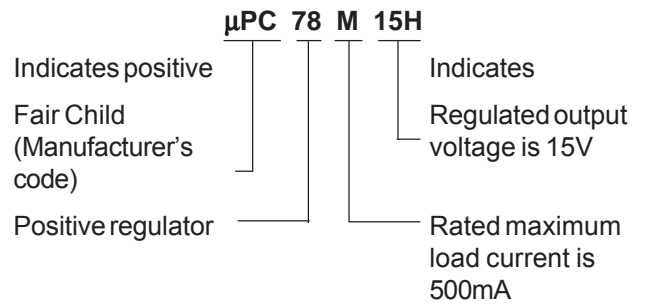 µPC 78 M 15H
Indicates positive
Fair Child
(Manufacturer's
code)
Positive regulator
Indicates
Regulated output
voltage is 15V
Rated maximum
load current is
500mA